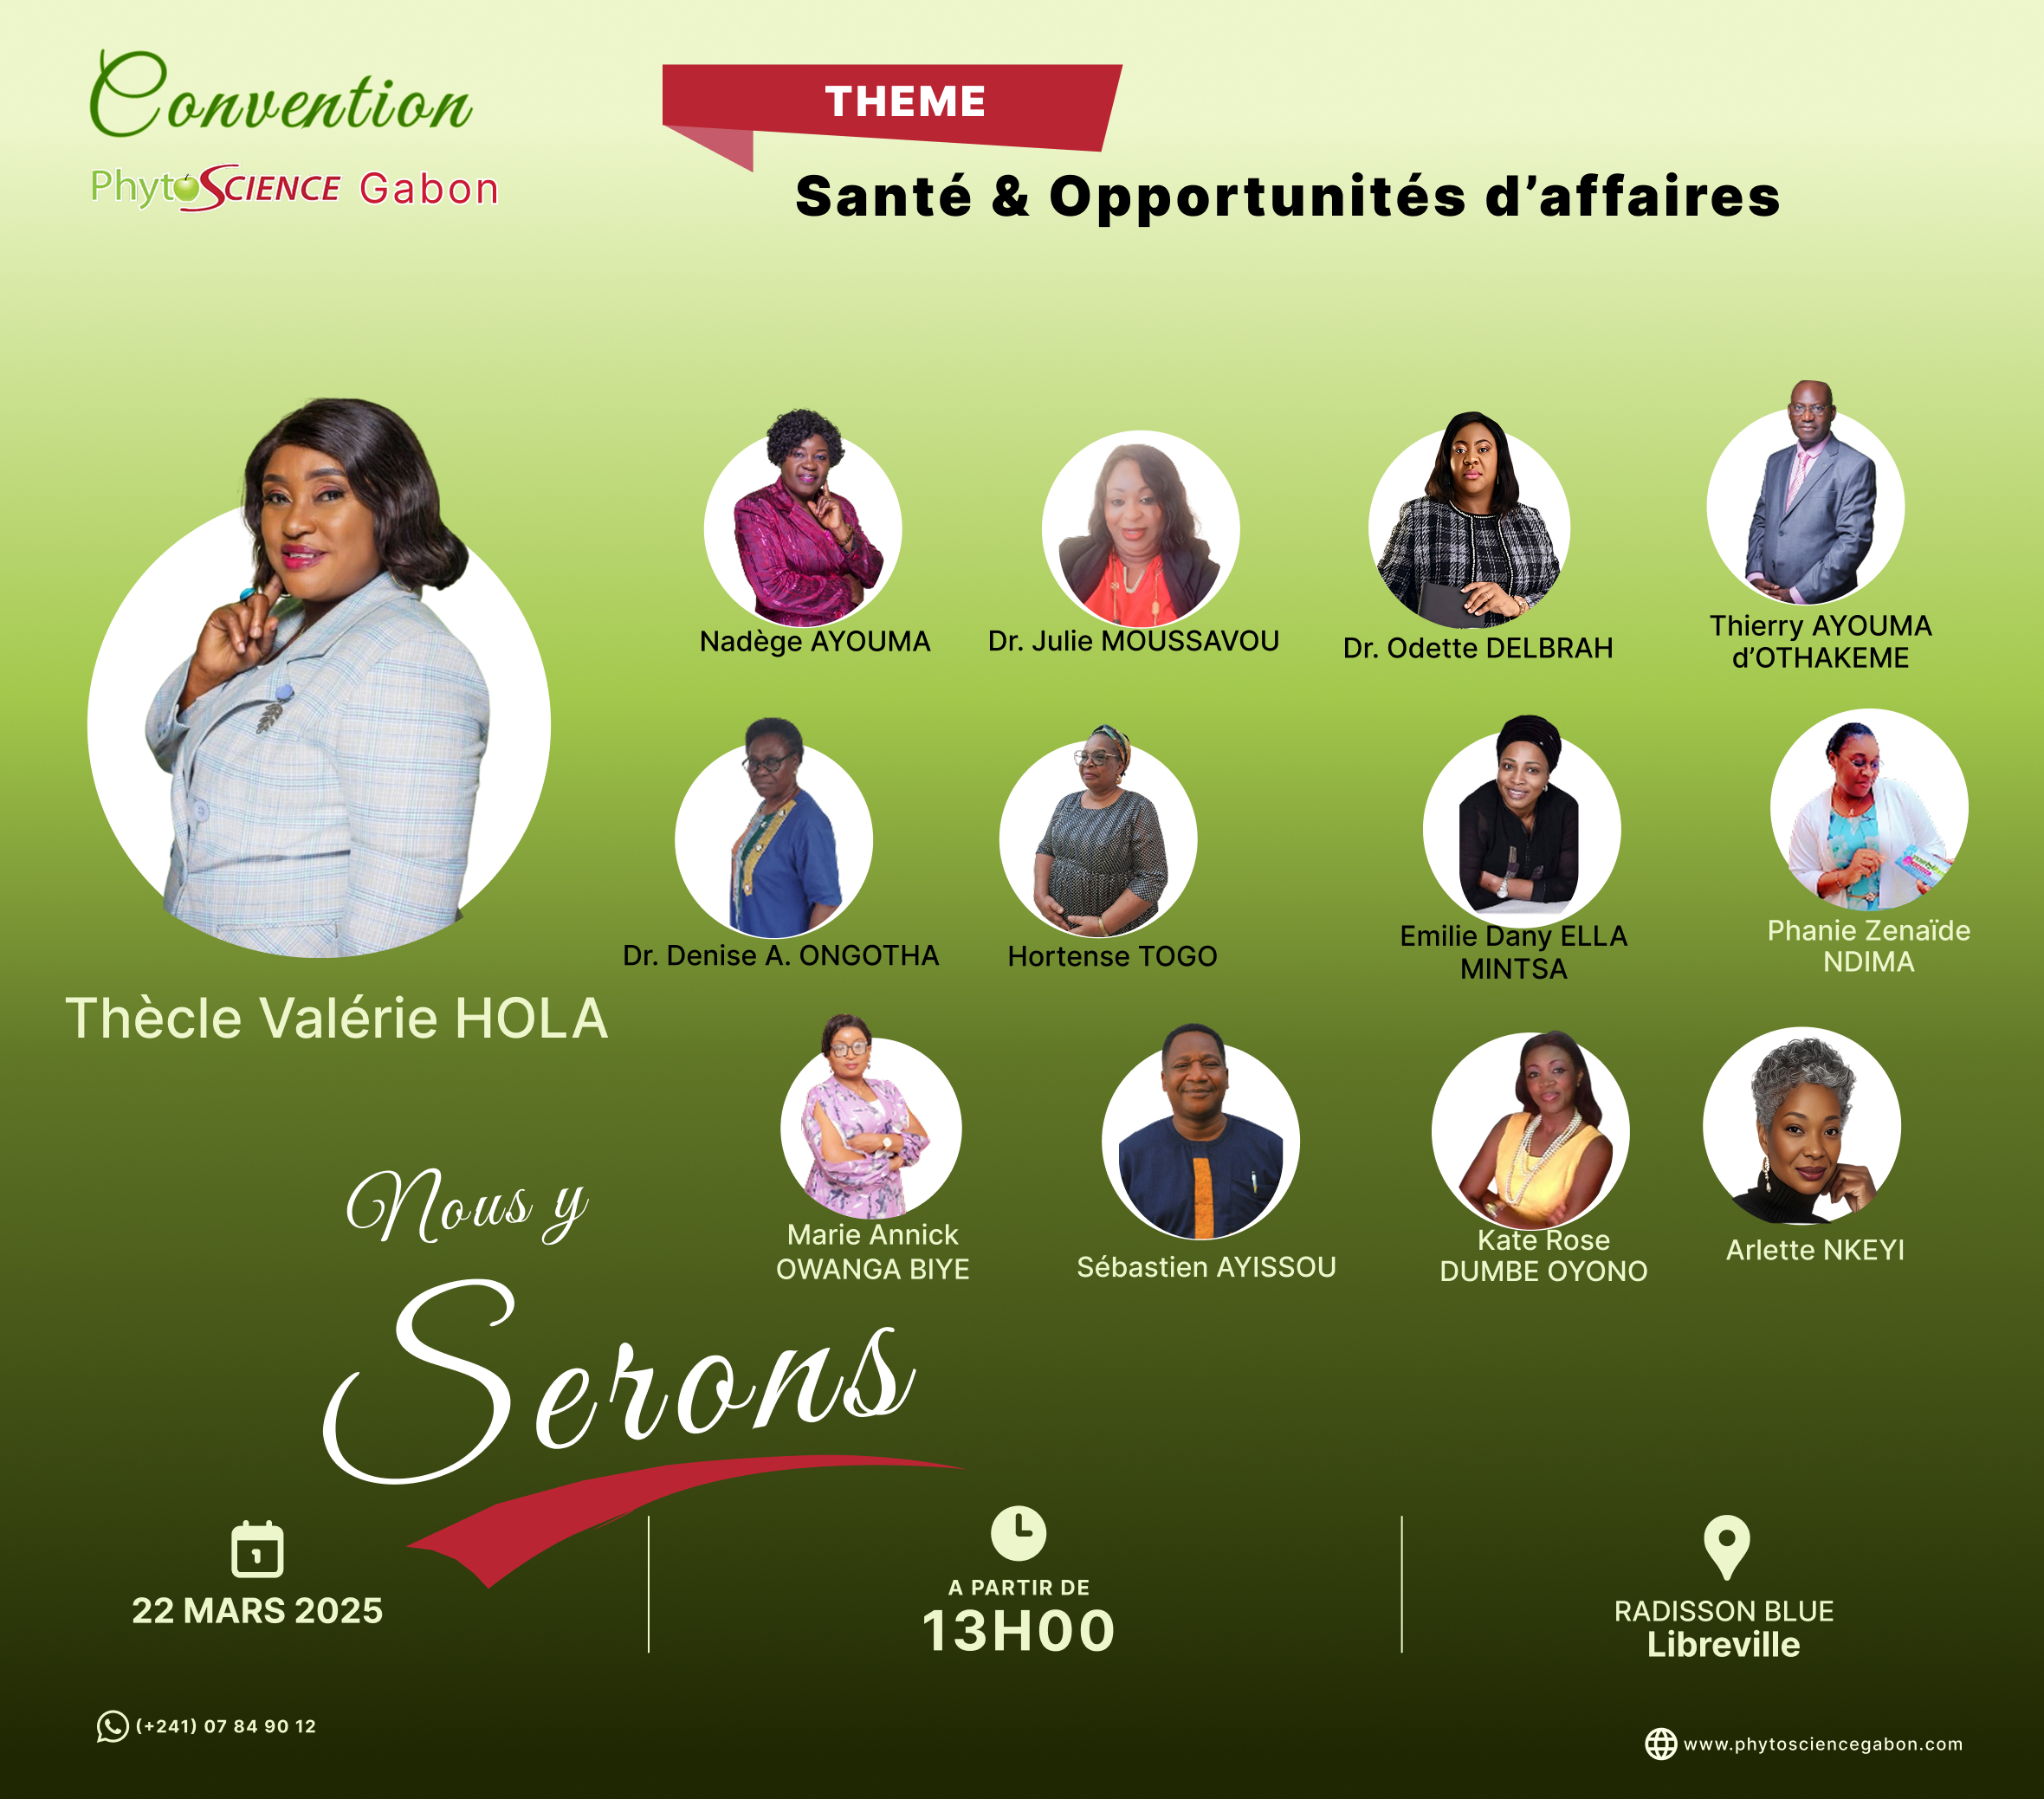 Convention
PhytoSCIENCE Gabon
THEME
Santé & Opportunités d’affaires
Nadège AYOUMA
Dr. Julie MOUSSAVOU
Dr. Odette DELBRAH
Thierry AYOUMA
d’OTHAKEME
Dr. Denise A. ONGOTHA
Hortense TOGO
Emilie Dany ELLA
MINTSA
Phanie Zenaïde
NDIMA
Thècle Valérie HOLA
Marie Annick
OWANGA BIYE
Sébastien AYISSOU
Kate Rose
DUMBE OYONO
Arlette NKEYI
Nous y
Serons
1
22 MARS 2025
A PARTIR DE
13H00
RADISSON BLUE
Libreville
(+241) 07 84 90 12
www.phytosciencegabon.com